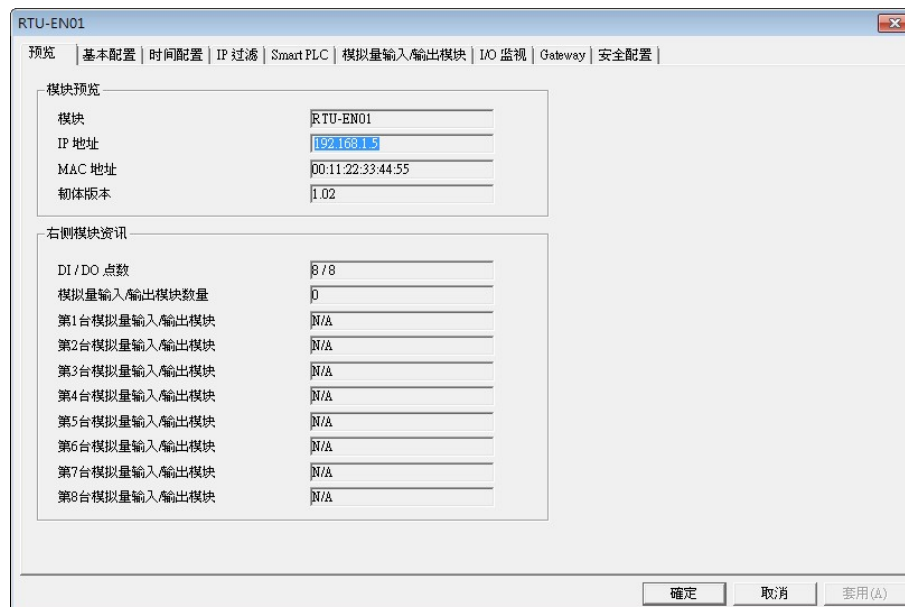 RTU-EN01
预览 基本配置 时间配置 IP 过滤 Smart PLC 模拟量输入/输出模块 I/O 监视 Gateway 安全配置
模块预览
模块 RTU-EN01
IP 地址 192.168.1.5
MAC 地址 00:11:22:33:44:55
韧体版本 1.02
右侧模块资讯
DI / DO 点数 8 / 8
模拟量输入/输出模块数量 0
第1台模拟量输入/输出模块 N/A
第2台模拟量输入/输出模块 N/A
第3台模拟量输入/输出模块 N/A
第4台模拟量输入/输出模块 N/A
第5台模拟量输入/输出模块 N/A
第6台模拟量输入/输出模块 N/A
第7台模拟量输入/输出模块 N/A
第8台模拟量输入/输出模块 N/A
確定 取消 套用(A)